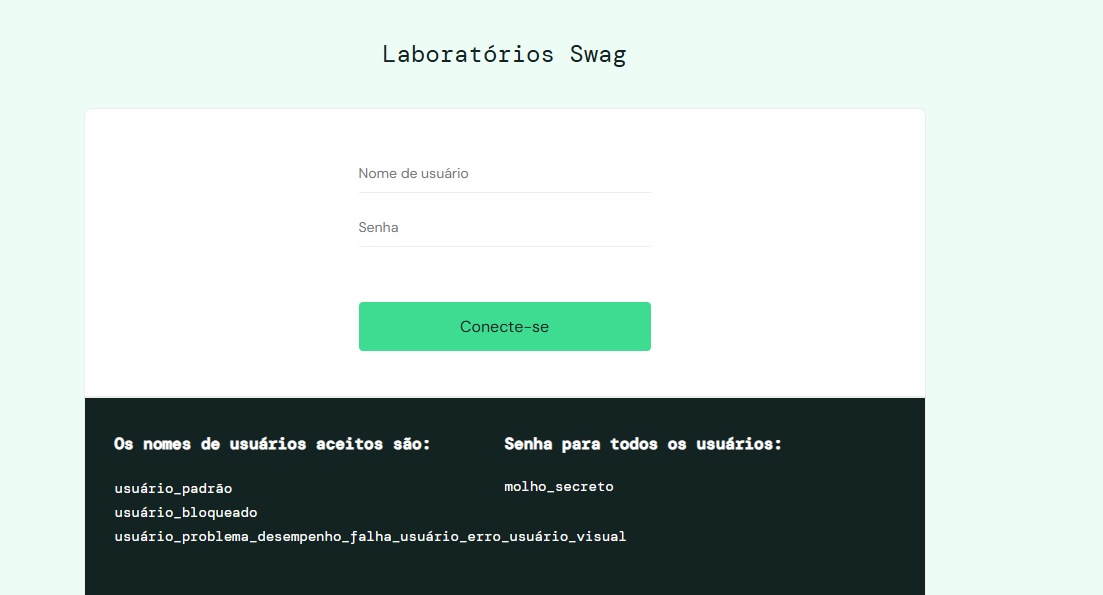 Laboratórios Swag
Nome de usuário
Senha
Conecte-se
Os nomes de usuários aceitos são:
usuário_padrão
usuário_bloqueado
usuário_problema_desempenho_falha_usuário_erro_usuário_visual
Senha para todos os usuários:
molho_secreto